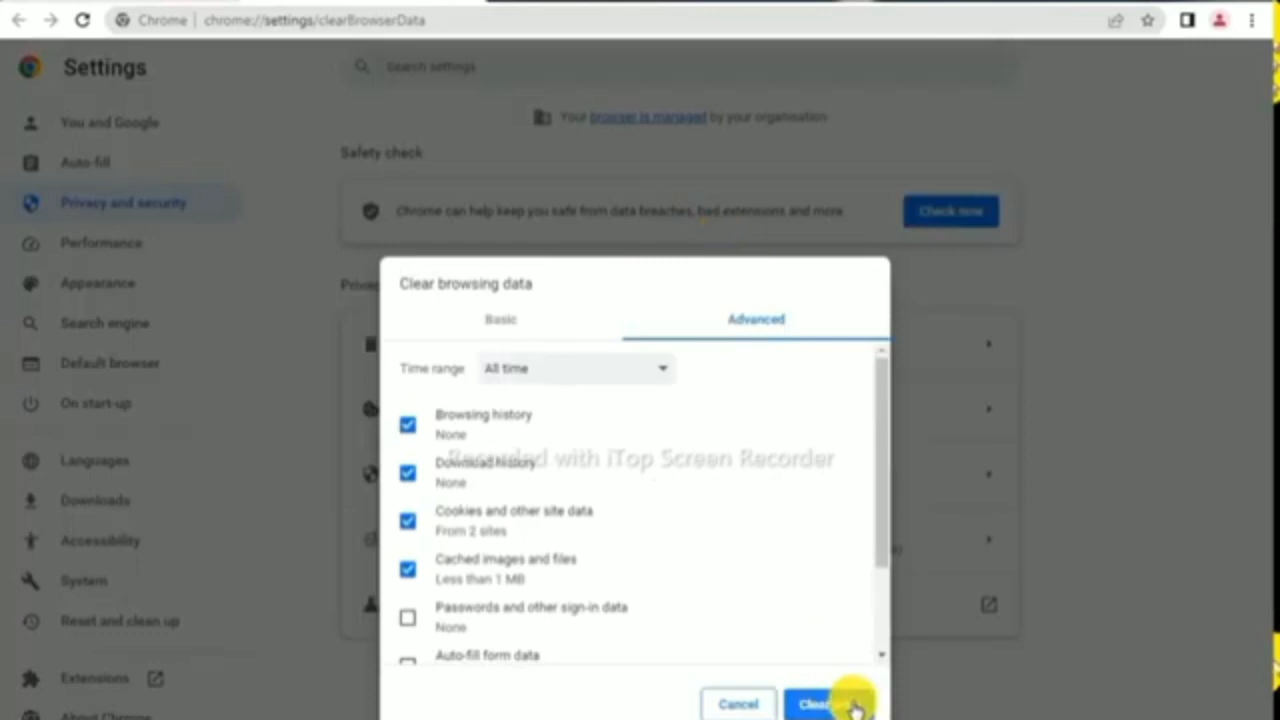 Chrome | chrome://settings/clearBrowserData
Settings
Search settings
You and Google
Auto-fill
Privacy and security
Performance
Appearance
Search engine
Default browser
On start-up
Languages
Downloads
Accessibility
System
Reset and clean up
Extensions
About Chrome
Your browser is managed by your organisation
Safety check
Chrome can help keep you safe from data breaches, bad extensions and more
Check now
Clear browsing data
Basic
Advanced
Time range
All time
Browsing history
None
Recorded with iTop Screen Recorder
Download history
None
Cookies and other site data
From 2 sites
Cached images and files
Less than 1 MB
Passwords and other sign-in data
None
Auto-fill form data
Cancel
Clear